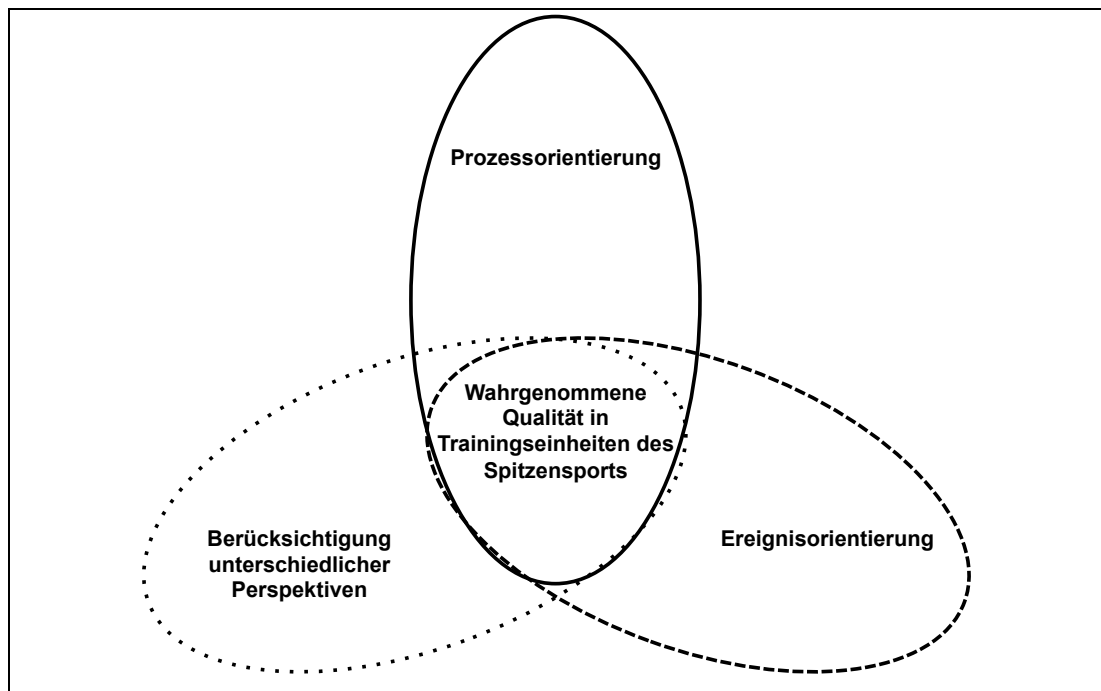 Prozessorientierung
Wahrgenommene
Qualität in
Trainingseinheiten des
Spitzensports
Berücksichtigung
unterschiedlicher
Perspektiven
Ereignisorientierung